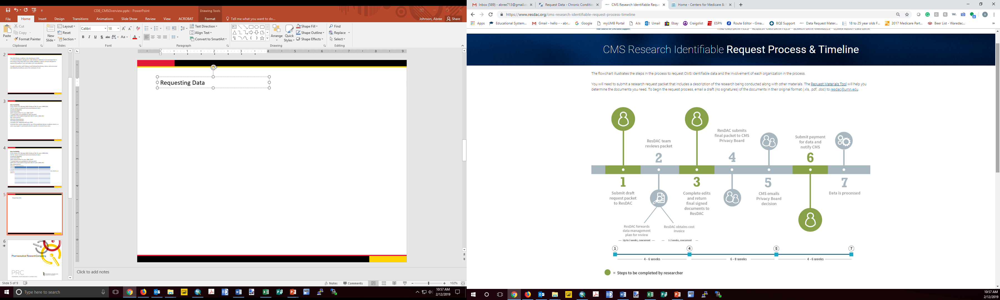 CDB_CMSOverview.pptx - PowerPoint
Drawing Tools
File Home Insert Design Transitions Animations Slide Show Review View ACROBAT Format Tell me what you want to do...
Johnson, Abree Share
Paste
Cut
Copy
Format Painter
Clipboard
New Slide
Layout
Reset
Section
Slides
Calibri 18
B I U S abc AV Aa A
Font
Paragraph
Text Direction
Align Text
Convert to SmartArt
Arrange
Quick Styles
Shape Fill
Shape Outline
Shape Effects
Drawing
Find
Replace
Select
Editing
2
3
Data Availability
4
Data Availability
5
Requesting Data
6
Pharmaceutical ResearchComputing
PRC
Requesting Data
Click to add notes
Slide 5 of 9
Notes Comments
102%
Type here to search
10:57 AM
2/12/2019
Inbox (589) - abree713@gmail.c
Request Data - Chronic Conditio
CMS Research Identifiable Reque
Home - Centers for Medicare &
https://www.resdac.org/cms-research-identifiable-request-process-timeline
Apps Educational System... Gmail - hello - - abr... Google myUMB Portal AJs Umail Ebay Craigslist ESPN Route Editor - Gma... BQE Support Data Request Mater... 18 to 25 year olds F... 2017 Medicare Part... Beer List - Waredac...
CMS Research Identifiable Request Process & Timeline
The flowchart illustrates the steps in the process to request CMS identifiable data and the involvement of each organization in the process.
You will need to submit a research request packet that includes a description of the research being conducted along with other materials. The Request Materials Tool will help you
determine the documents you need. To begin the request process, email a draft (no signatures) of the documents in their original format (.xls, .pdf, .doc) to resdac@umn.edu.
1
Submit draft
request packet
to ResDAC
ResDAC team
reviews packet
2
ResDAC forwards
data management
plan for review
Up to 3 weeks, concurrent
ResDAC obtains cost
invoice
1-2 weeks, concurrent
3
Complete edits
and return
final signed
documents to
ResDAC
ResDAC submits
final packet to CMS
Privacy Board
4
5
CMS emails
Privacy Board
decision
Submit payment
for data and
notify CMS
6
7
Data is processed
1 4 5 7
4 - 6 weeks
6 - 8 weeks
4 - 6 weeks
= Steps to be completed by researcher
10:57 AM
2/12/2019